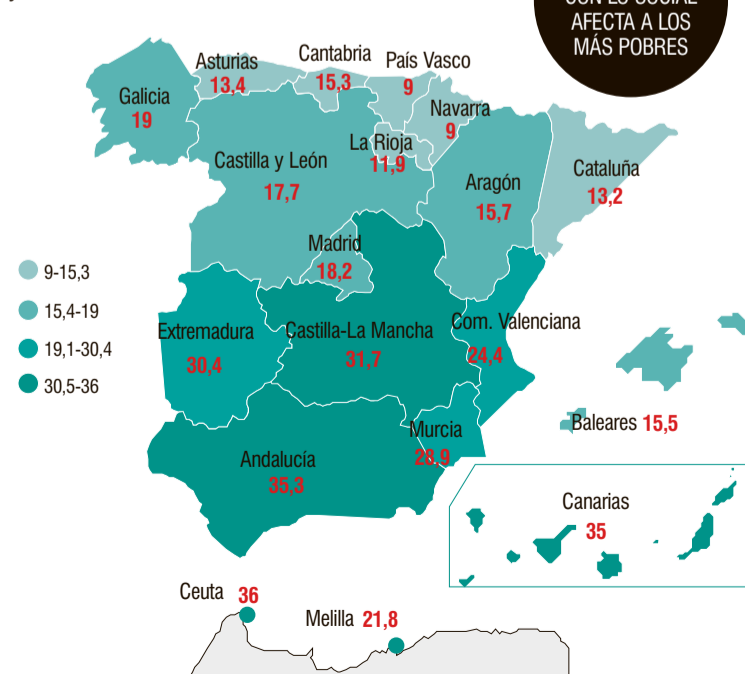 CON LO SOCIAL
AFECTA A LOS
MÁS POBRES
Asturias
13,4
Cantabria
15,3
País Vasco
9
Navarra
9
Galicia
19
La Rioja
11,9
Castilla y León
17,7
Aragón
15,7
Cataluña
13,2
Madrid
18,2
9-15,3
15,4-19
19,1-30,4
30,5-36
Extremadura
30,4
Castilla-La Mancha
31,7
Com. Valenciana
24,4
Baleares 15,5
Murcia
28,9
Andalucía
35,3
Canarias
35
Ceuta 36
Melilla 21,8